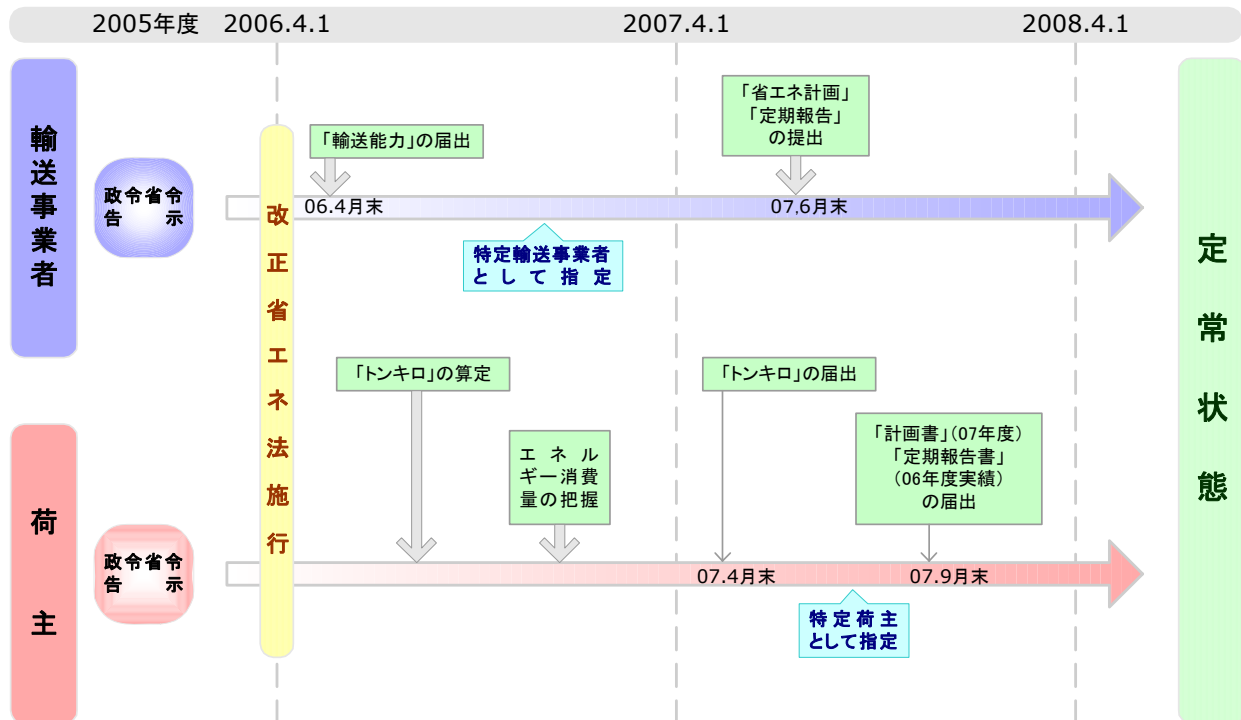 2005年度 2006.4.1 2007.4.1 2008.4.1
輸送事業者
政令省令
告示
「輸送能力」の届出
06.4月末
特定輸送事業者
として指定
「省エネ計画」
「定期報告」
の提出
07,6月末
改正省エネ法施行
荷主
政令省令
告示
「トンキロ」の算定
エネル
ギー消費
量の把握
「トンキロ」の届出
07.4月末
「計画書」(07年度)
「定期報告書」
(06年度実績)
の届出
07.9月末
特定荷主
として指定
定常状態